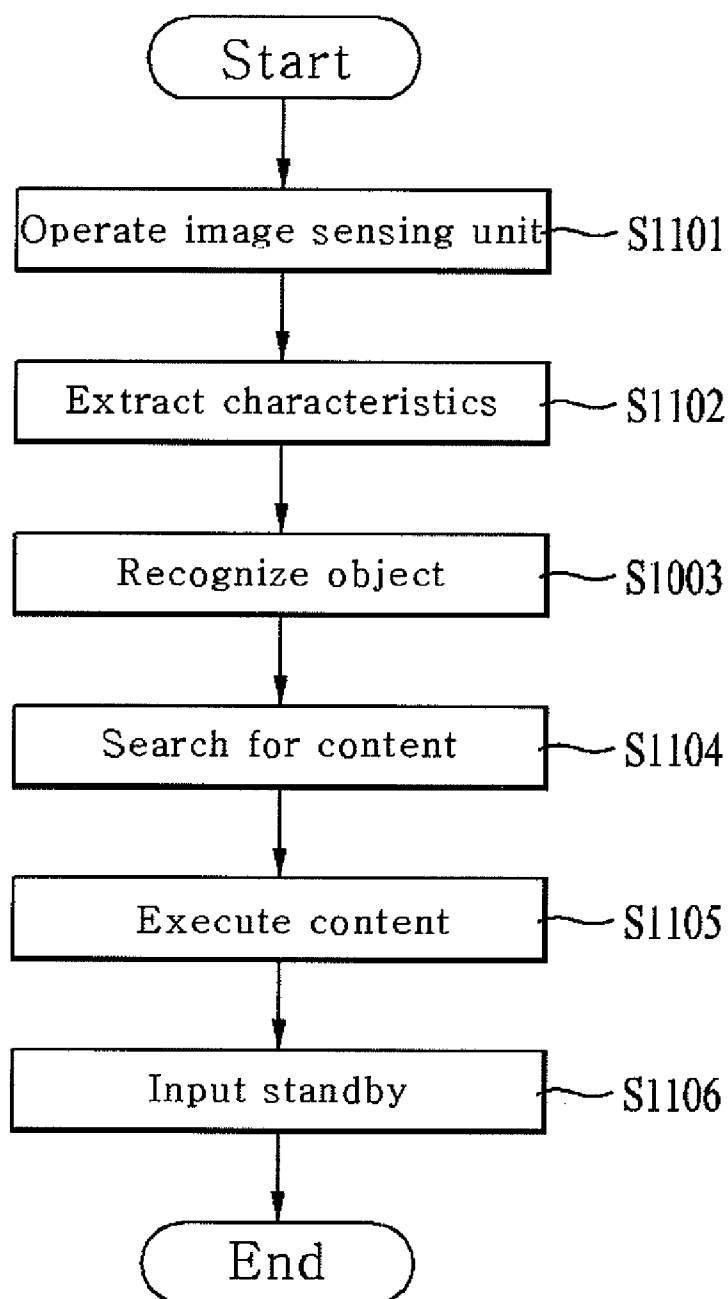 Start
Operate image sensing unit S1101
Extract characteristics S1102
Recognize object S1003
Search for content S1104
Execute content S1105
Input standby S1106
End